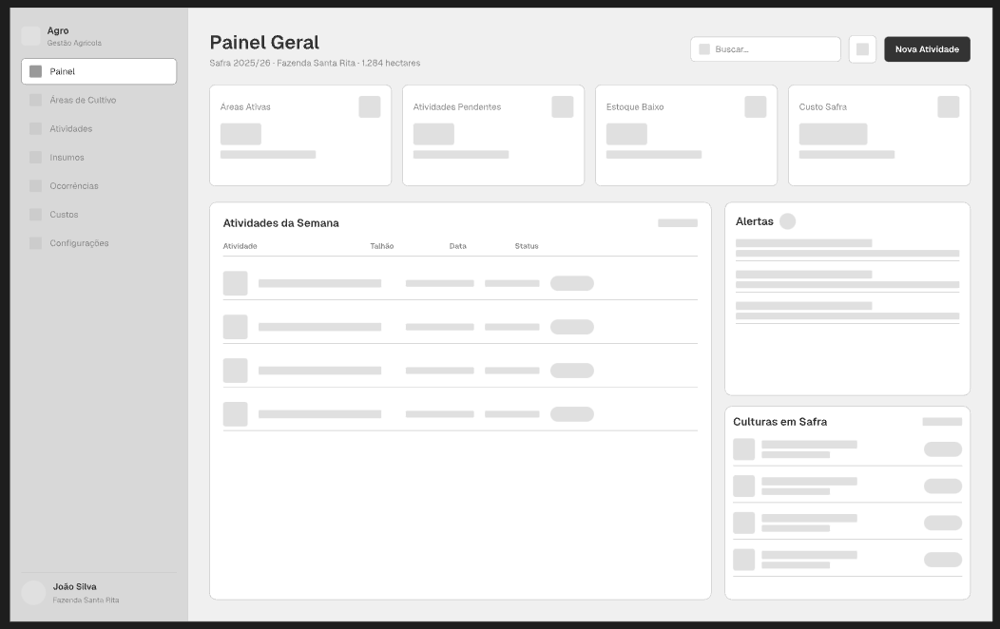 Agro
Gestão Agrícola
Painel
Áreas de Cultivo
Atividades
Insumos
Ocorrências
Custos
Configurações
João Silva
Fazenda Santa Rita
Painel Geral
Safra 2025/26 · Fazenda Santa Rita · 1.284 hectares
Buscar...
Nova Atividade
Áreas Ativas
Atividades Pendentes
Estoque Baixo
Custo Safra
Atividades da Semana
Atividade Talhão Data Status
Alertas
Culturas em Safra